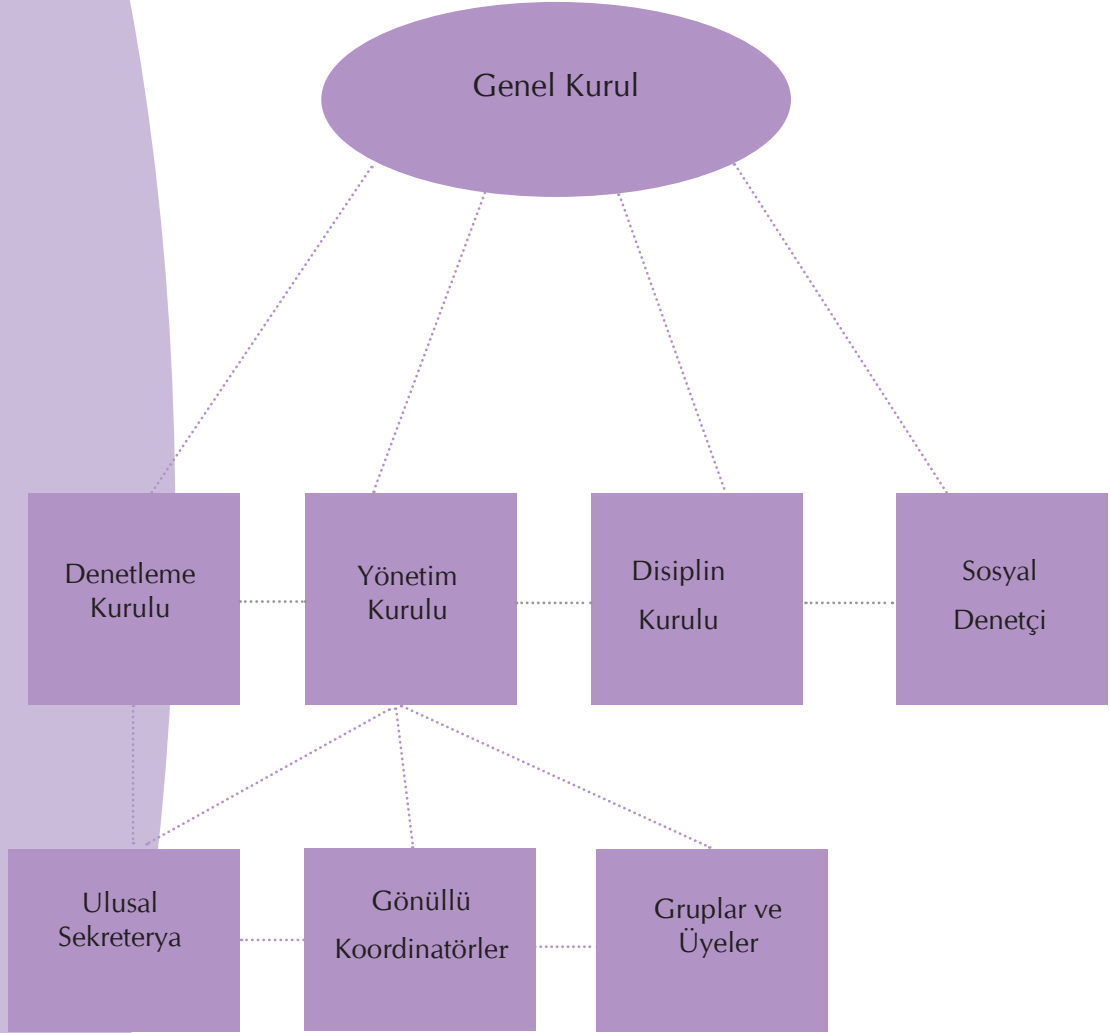 Genel Kurul
Denetleme
Kurulu
Yönetim
Kurulu
Disiplin
Kurulu
Sosyal
Denetçi
Ulusal
Sekreterya
Gönüllü
Koordinatörler
Gruplar ve
Üyeler